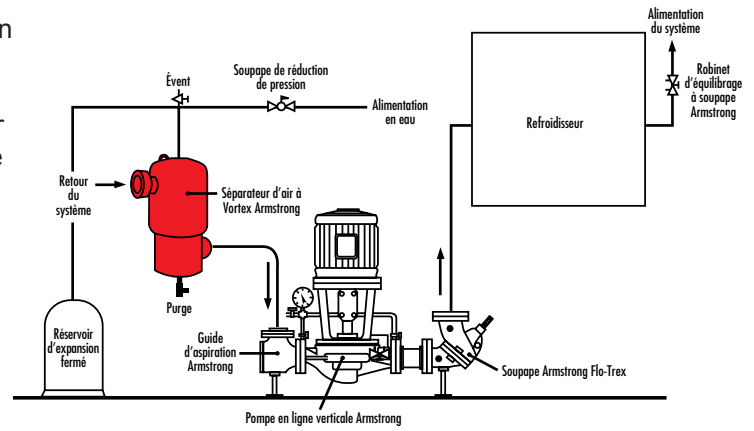 n
r
e
Alimentation
du système
Évent
Soupape de réduction
de pression
Robinet
d'équilibrage
à soupape
Armstrong
Alimentation
en eau
Refroidisseur
Retour
du
système
Séparateur d'air à
Vortex Armstrong
Purge
Réservoir
d'expansion
fermé
Guide
d'aspiration
Armstrong
Soupape Armstrong Flo-Trex
Pompe en ligne verticale Armstrong